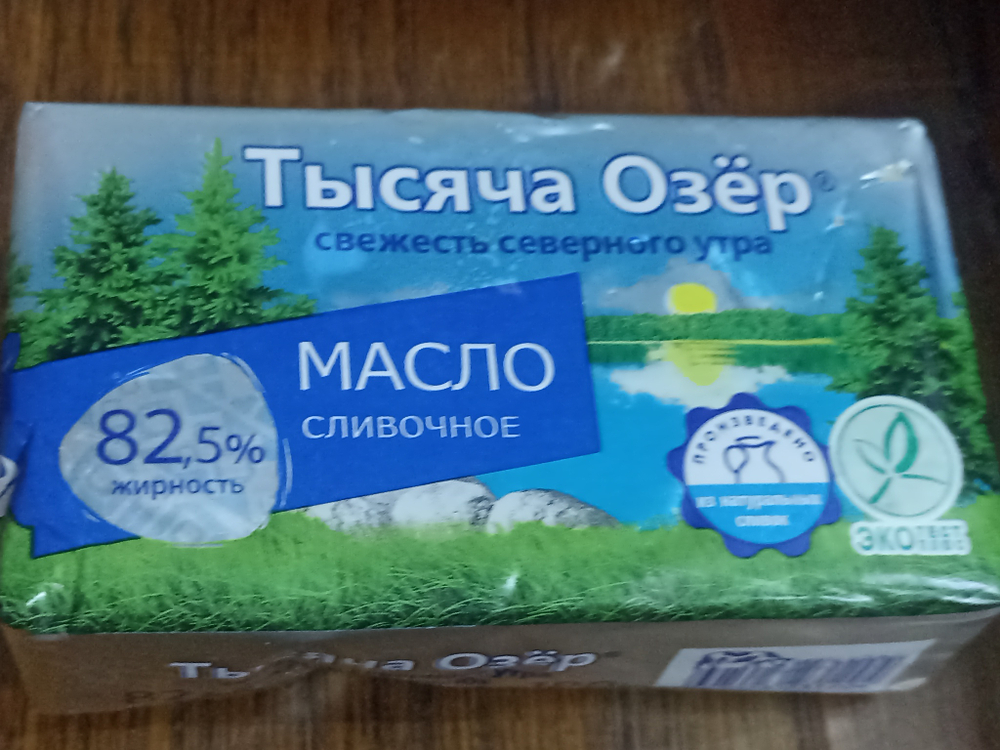 Тысяча Озёр®
свежесть северного утра
МАСЛО
СЛИВОЧНОЕ
82,5%
жирность
ПРОИЗВЕДЕНО
из натуральных
сливок
ЭКО
Тысяча Озёр